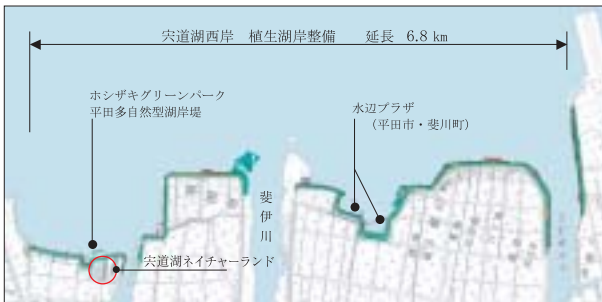 宍道湖西岸 植生湖岸整備 延長 6.8 km
ホシザキグリーンパーク
平田多自然型湖岸堤
水辺プラザ
(平田市・斐川町)
斐伊川
宍道湖ネイチャーランド